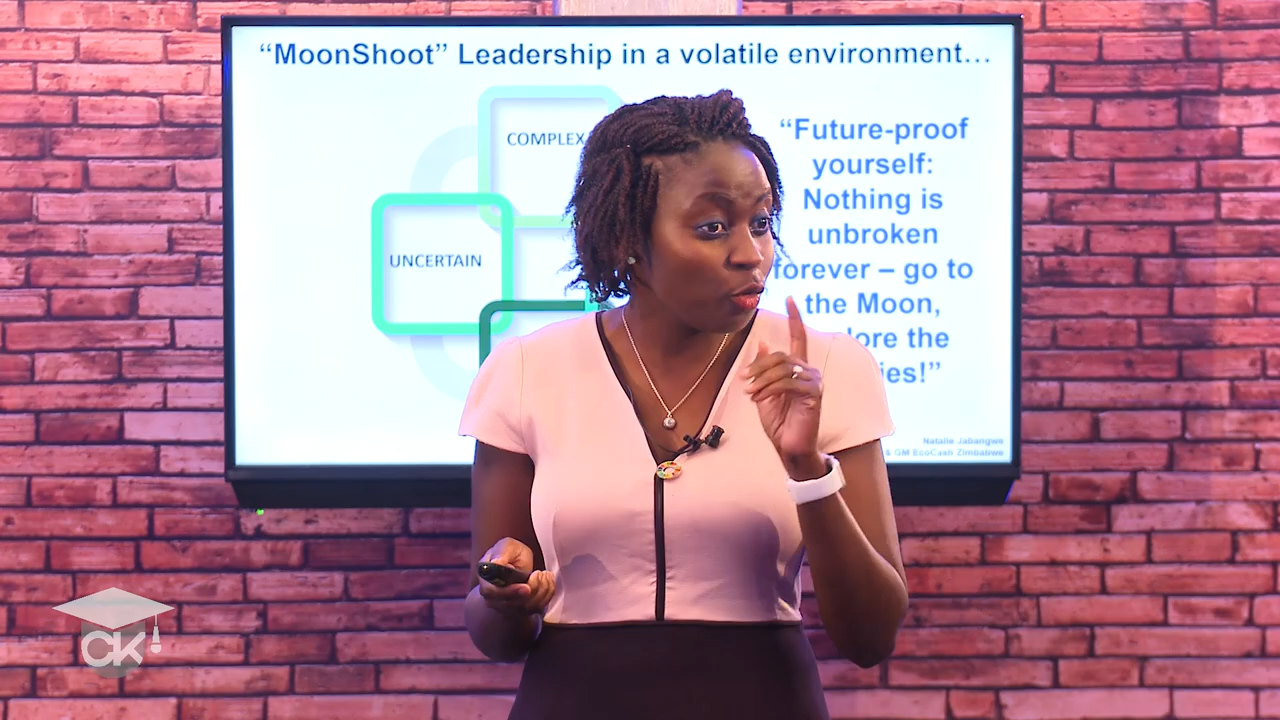 “MoonShoot” Leadership in a volatile environment…
COMPLEX
UNCERTAIN
“Future-proof
yourself:
Nothing is
unbroken
forever – go to
the Moon,
the
Natalie Jabangwe
& GM EcoCash Zimbabwe
CK